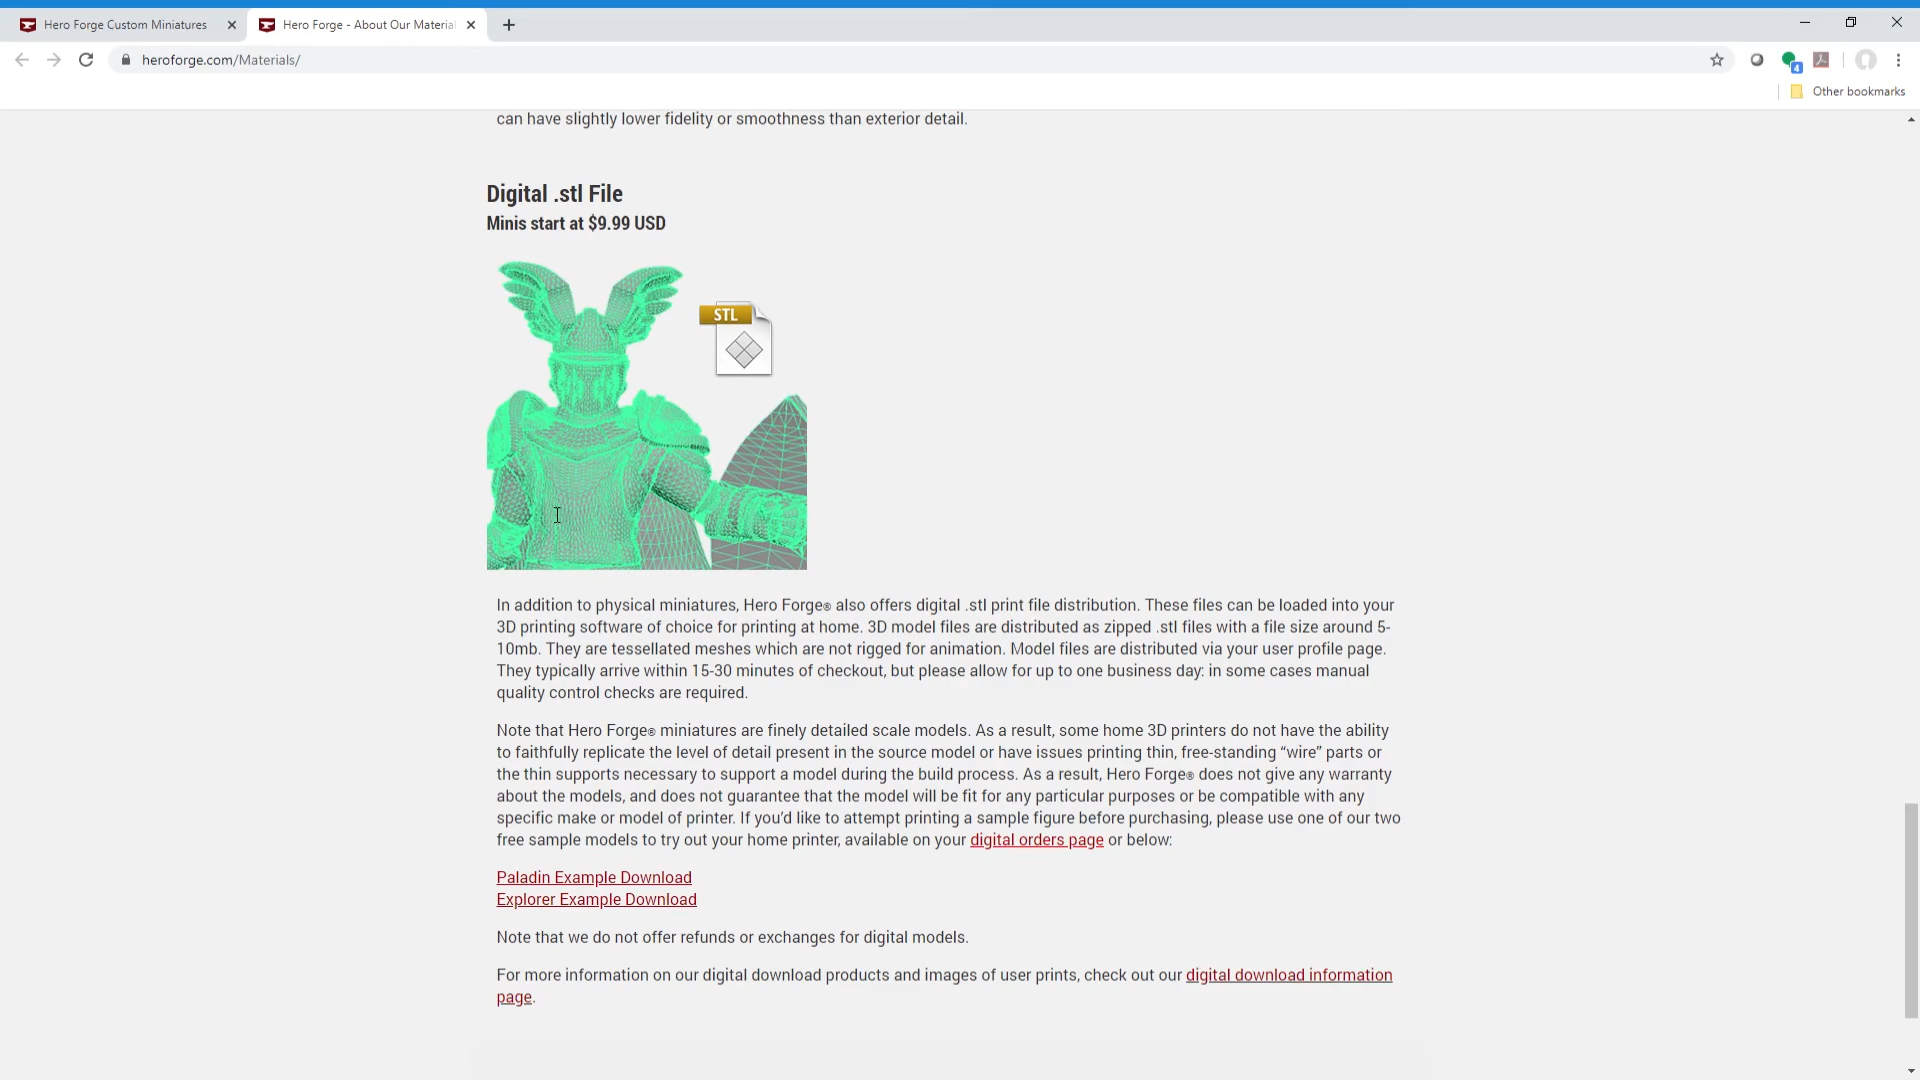 Hero Forge Custom Miniatures
Hero Forge - About Our Materia
heroforge.com/Materials/
4
Other bookmarks
can have slightly lower fidelity or smoothness than exterior detail.
Digital .stl File
Minis start at $9.99 USD
STL
In addition to physical miniatures, Hero Forge® also offers digital .stl print file distribution. These files can be loaded into your
3D printing software of choice for printing at home. 3D model files are distributed as zipped .stl files with a file size around 5-
10mb. They are tessellated meshes which are not rigged for animation. Model files are distributed via your user profile page.
They typically arrive within 15-30 minutes of checkout, but please allow for up to one business day: in some cases manual
quality control checks are required.
Note that Hero Forge® miniatures are finely detailed scale models. As a result, some home 3D printers do not have the ability
to faithfully replicate the level of detail present in the source model or have issues printing thin, free-standing “wire” parts or
the thin supports necessary to support a model during the build process. As a result, Hero Forge® does not give any warranty
about the models, and does not guarantee that the model will be fit for any particular purposes or be compatible with any
specific make or model of printer. If you’d like to attempt printing a sample figure before purchasing, please use one of our two
free sample models to try out your home printer, available on your digital orders page or below:
Paladin Example Download
Explorer Example Download
Note that we do not offer refunds or exchanges for digital models.
For more information on our digital download products and images of user prints, check out our digital download information
page.